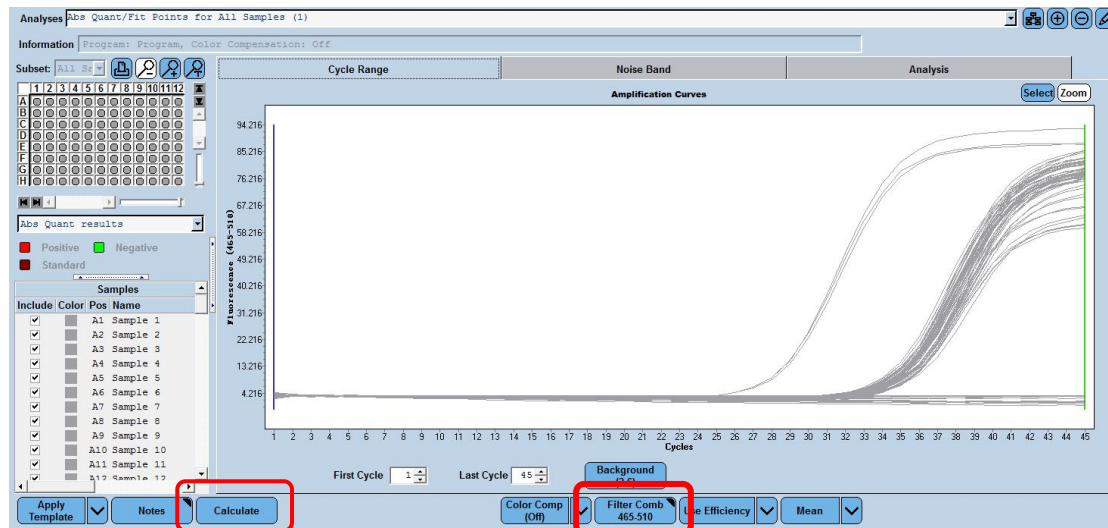 Analyses Abs Quant/Fit Points for All Samples (1)
Information Program: Program, Color Compensation: Off
Subset: All
Cycle Range Noise Band Analysis
1 2 3 4 5 6 7 8 9 10 11 12
A
B
C
D
E
F
G
H
Abs Quant results
Positive Negative
Standard
Samples
Include Color Pos Name
A1 Sample 1
A2 Sample 2
A3 Sample 3
A4 Sample 4
A5 Sample 5
A6 Sample 6
A7 Sample 7
A8 Sample 8
A9 Sample 9
A10 Sample 10
A11 Sample 11
A12 Sample 12
Amplification Curves
Select Zoom
Fluorescence (465-510)
94.216
85.216
76.216
67.216
58.216
49.216
40.216
31.216
22.216
13.216
4.216
1 2 3 4 5 6 7 8 9 10 11 12 13 14 15 16 17 18 19 20 21 22 23 24 25 26 27 28 29 30 31 32 33 34 35 36 37 38 39 40 41 42 43 44 45
Cycles
First Cycle 1 Last Cycle 45 Background
Apply Template Notes Calculate Color Comp (Off) Filter Comb 465-510 Use Efficiency Mean